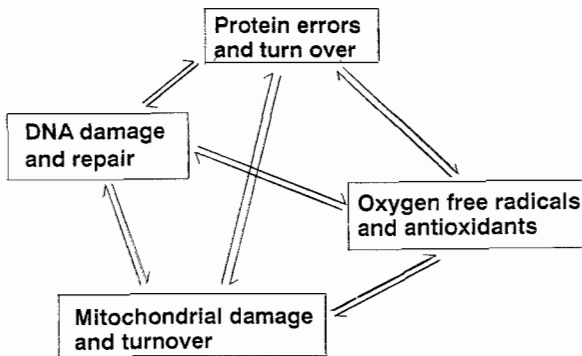 Protein errors
and turn over
DNA damage
and repair
Oxygen free radicals
and antioxidants
Mitochondrial damage
and turnover